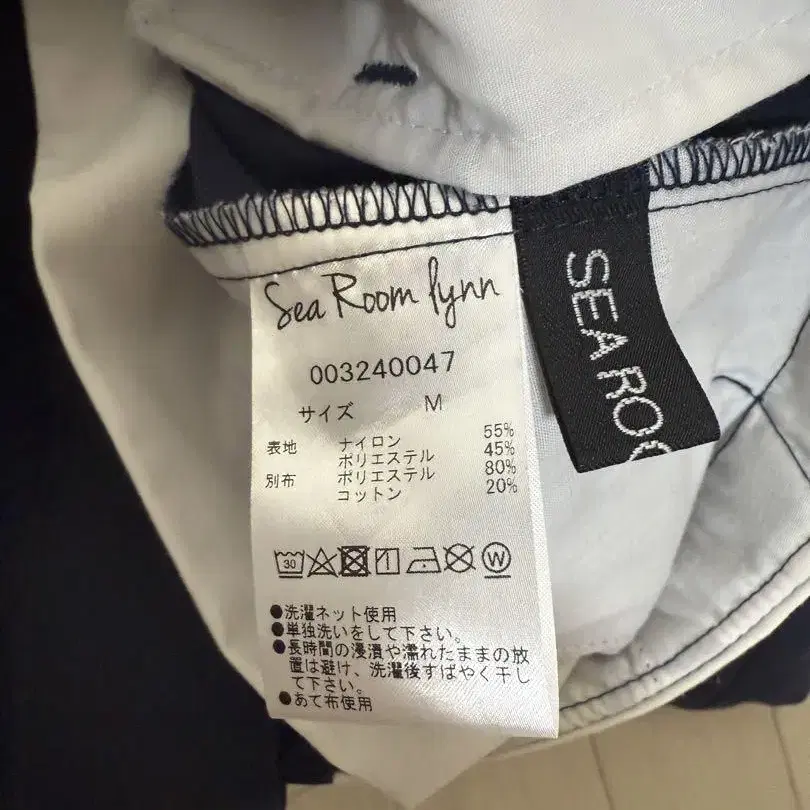 Sea Room lynn
003240047
サイズ M
表地 ナイロン 55%
ポリエステル 45%
別布 ポリエステル 80%
コットン 20%
30
W
●洗濯ネット使用
●単独洗いをして下さい。
●長時間の浸漬や濡れたままの放
置は避け、洗濯後すばやく干し
て下さい。
●あて布使用
SEA ROO